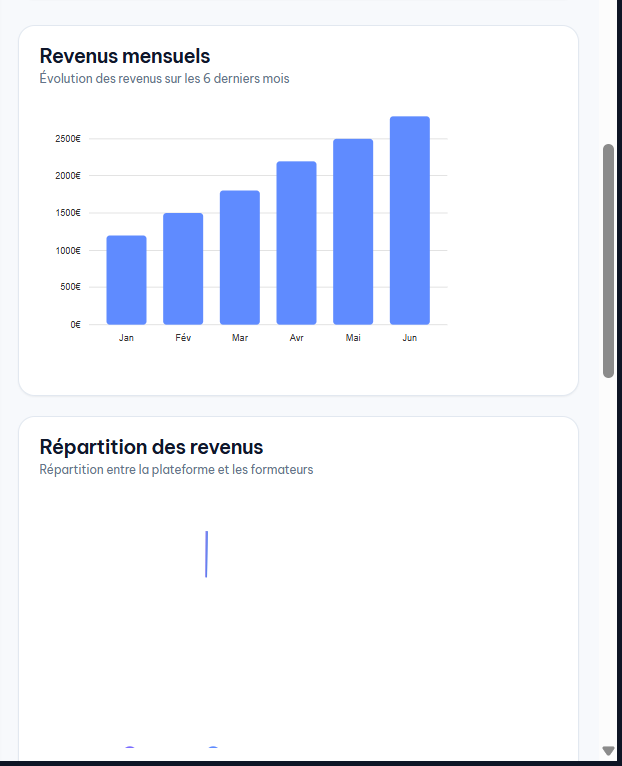 Revenus mensuels
Évolution des revenus sur les 6 derniers mois
2500€
2000€
1500€
1000€
500€
0€
Jan Fév Mar Avr Mai Jun
Répartition des revenus
Répartition entre la plateforme et les formateurs